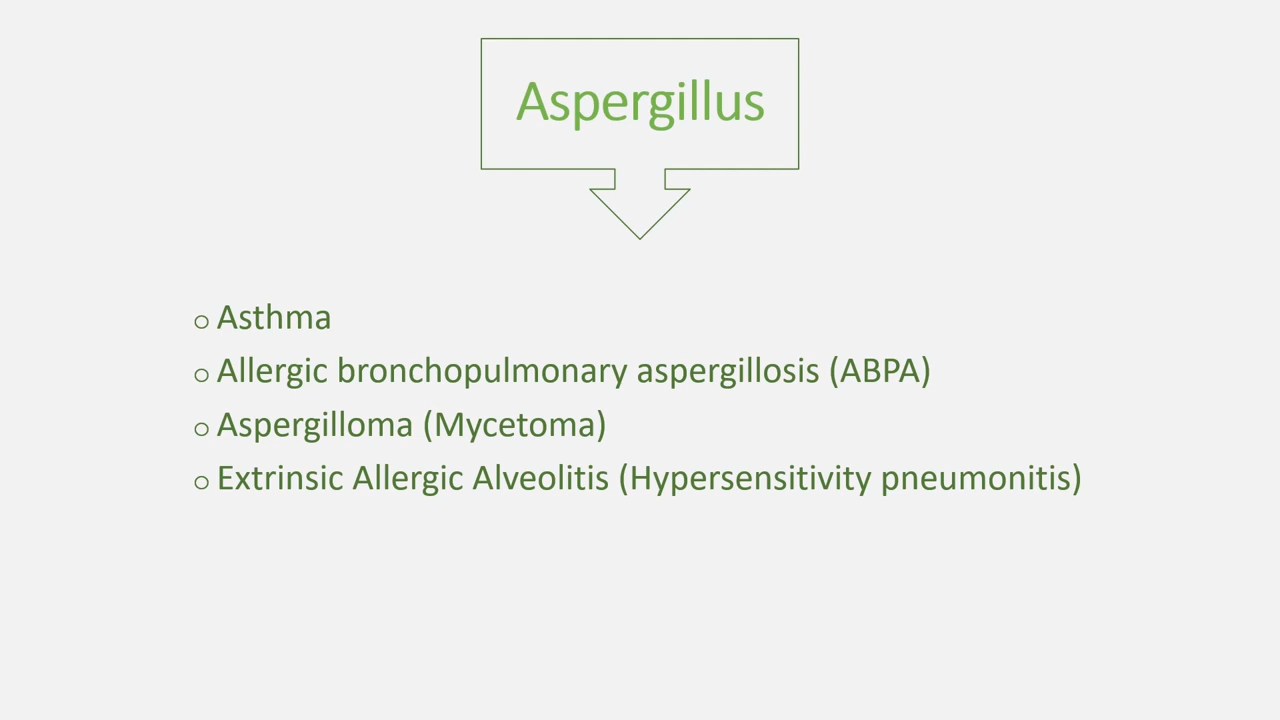 Aspergillus
o Asthma
o Allergic bronchopulmonary aspergillosis (ABPA)
o Aspergilloma (Mycetoma)
o Extrinsic Allergic Alveolitis (Hypersensitivity pneumonitis)